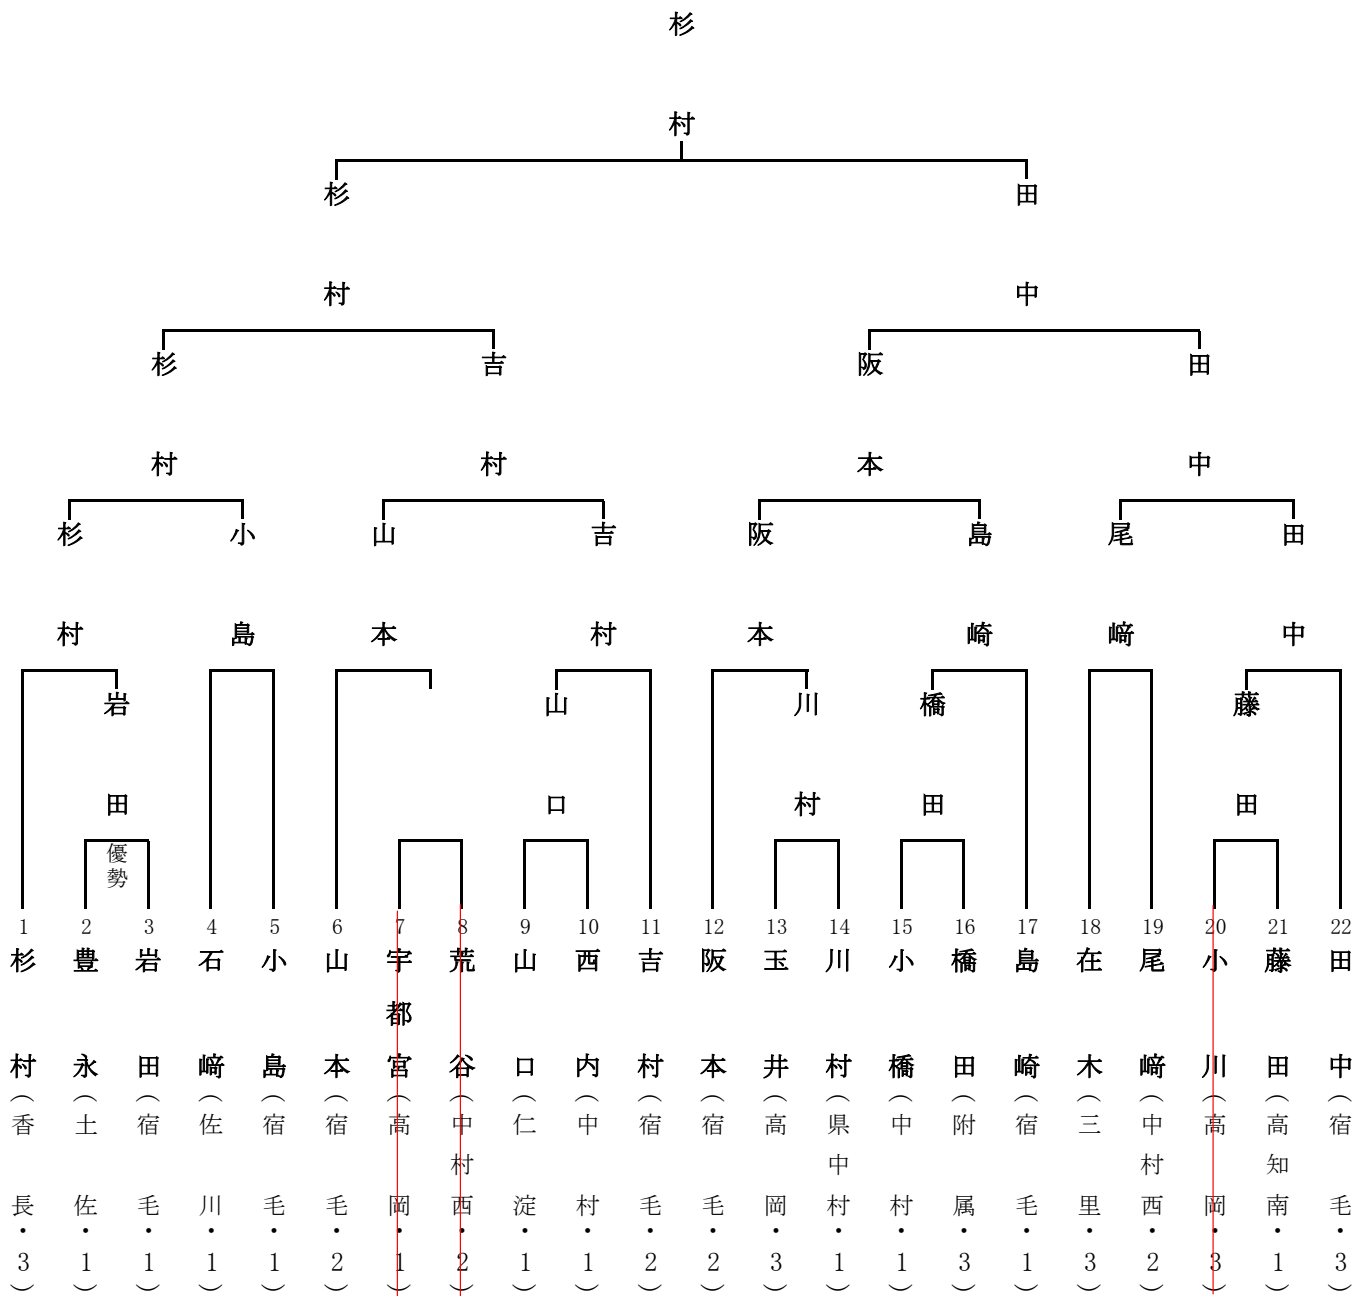 杉村
杉村
田中
杉村
吉村
阪本
田中
杉村
小島
山本
吉村
阪本
島崎
尾﨑
田中
岩田
山口
川村
橋田
藤田
優勢
1 杉村（香長・3）
2 豊永（土佐・1）
3 岩田（宿毛・1）
4 石﨑（佐川・1）
5 小島（宿毛・1）
6 山本（宿毛・2）
7 宇都宮（高岡・1）
8 荒谷（中村西・2）
9 山口（仁淀・1）
10 西内（中村・1）
11 吉村（宿毛・2）
12 阪本（宿毛・2）
13 玉井（高岡・3）
14 川村（県中村・1）
15 小橋（中村・1）
16 橋田（附属・3）
17 島崎（宿毛・1）
18 在木（三里・3）
19 尾﨑（中村西・2）
20 小川（高岡・3）
21 藤田（高知南・1）
22 田中（宿毛・3）